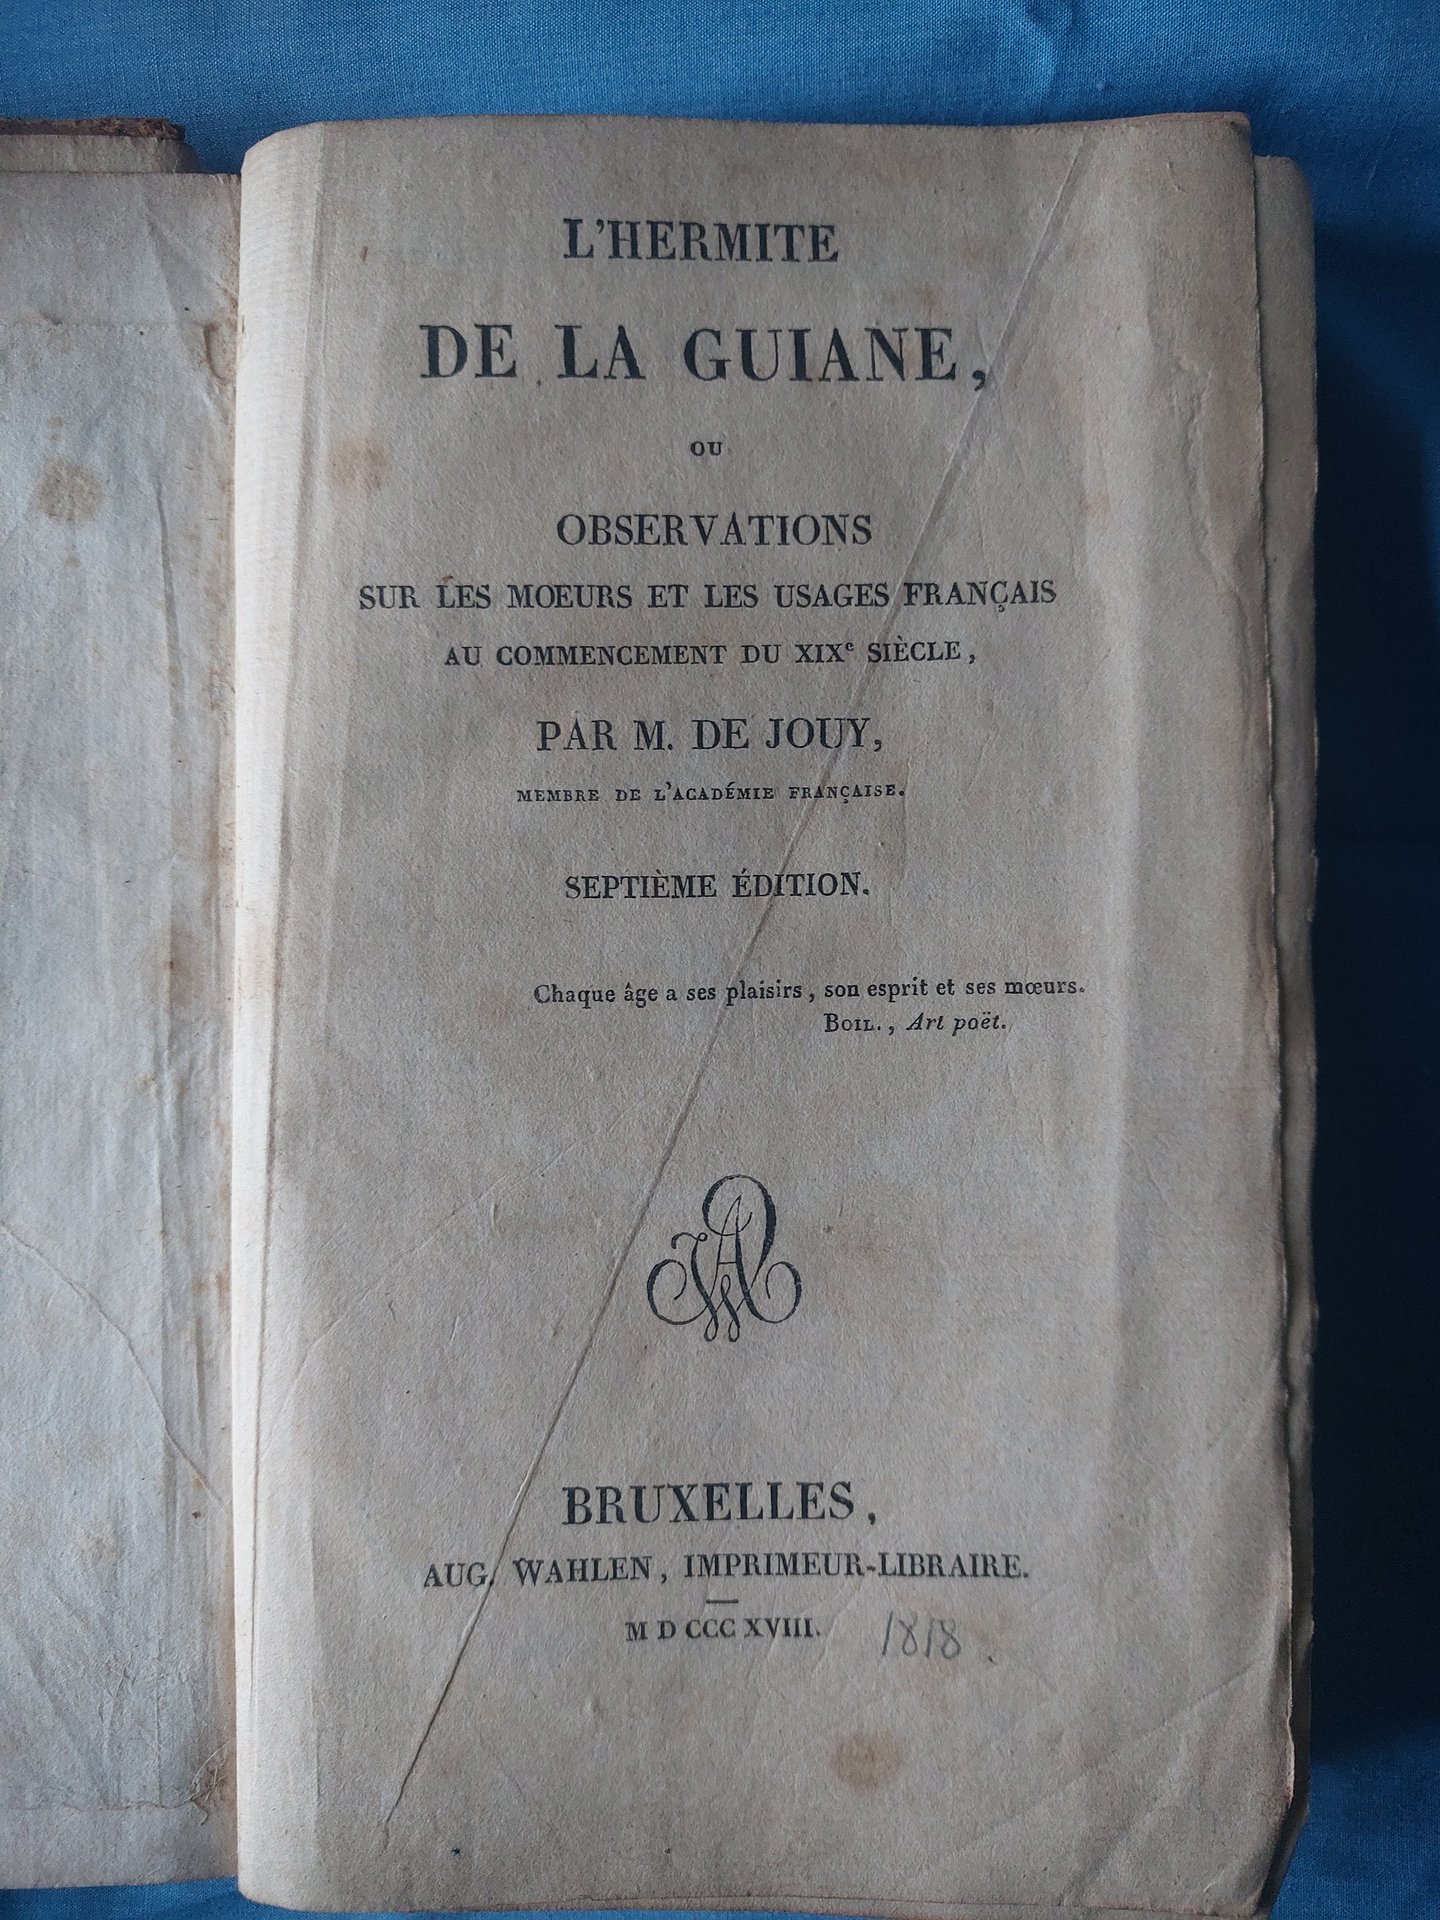 L'HERMITE
DE LA GUIANE,
OU
OBSERVATIONS
SUR LES MOEURS ET LES USAGES FRANÇAIS
AU COMMENCEMENT DU XIXe SIÈCLE,
PAR M. DE JOUY,
MEMBRE DE L'ACADÉMIE FRANÇAISE.
SEPTIÈME ÉDITION.
Chaque âge a ses plaisirs, son esprit et ses mœurs.
BOIL., Art poët.
AW
BRUXELLES,
AUG. WAHLEN, IMPRIMEUR-LIBRAIRE.
M D CCC XVIII. 1818.